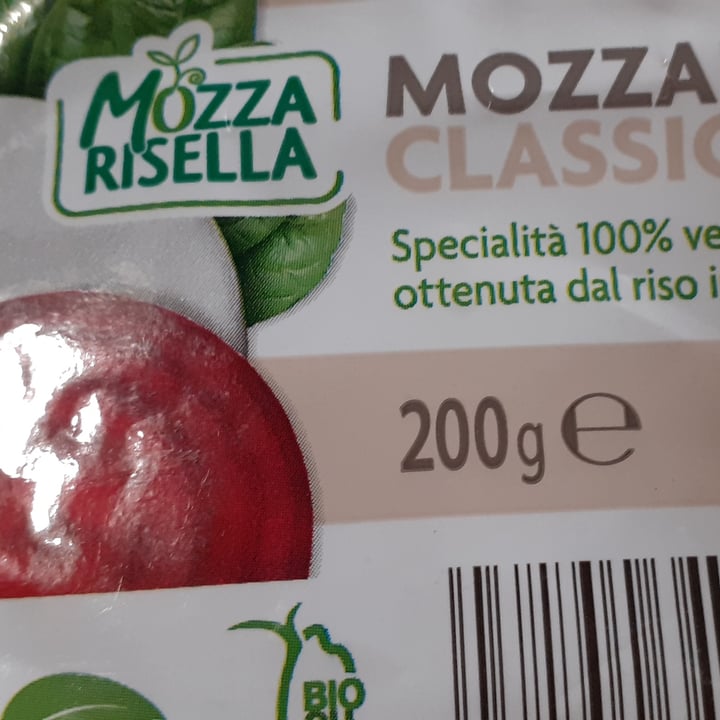 MOZZA
RISELLA
MOZZA
CLASSIC
Specialità 100% ve
ottenuta dal riso i
200g e
BIO